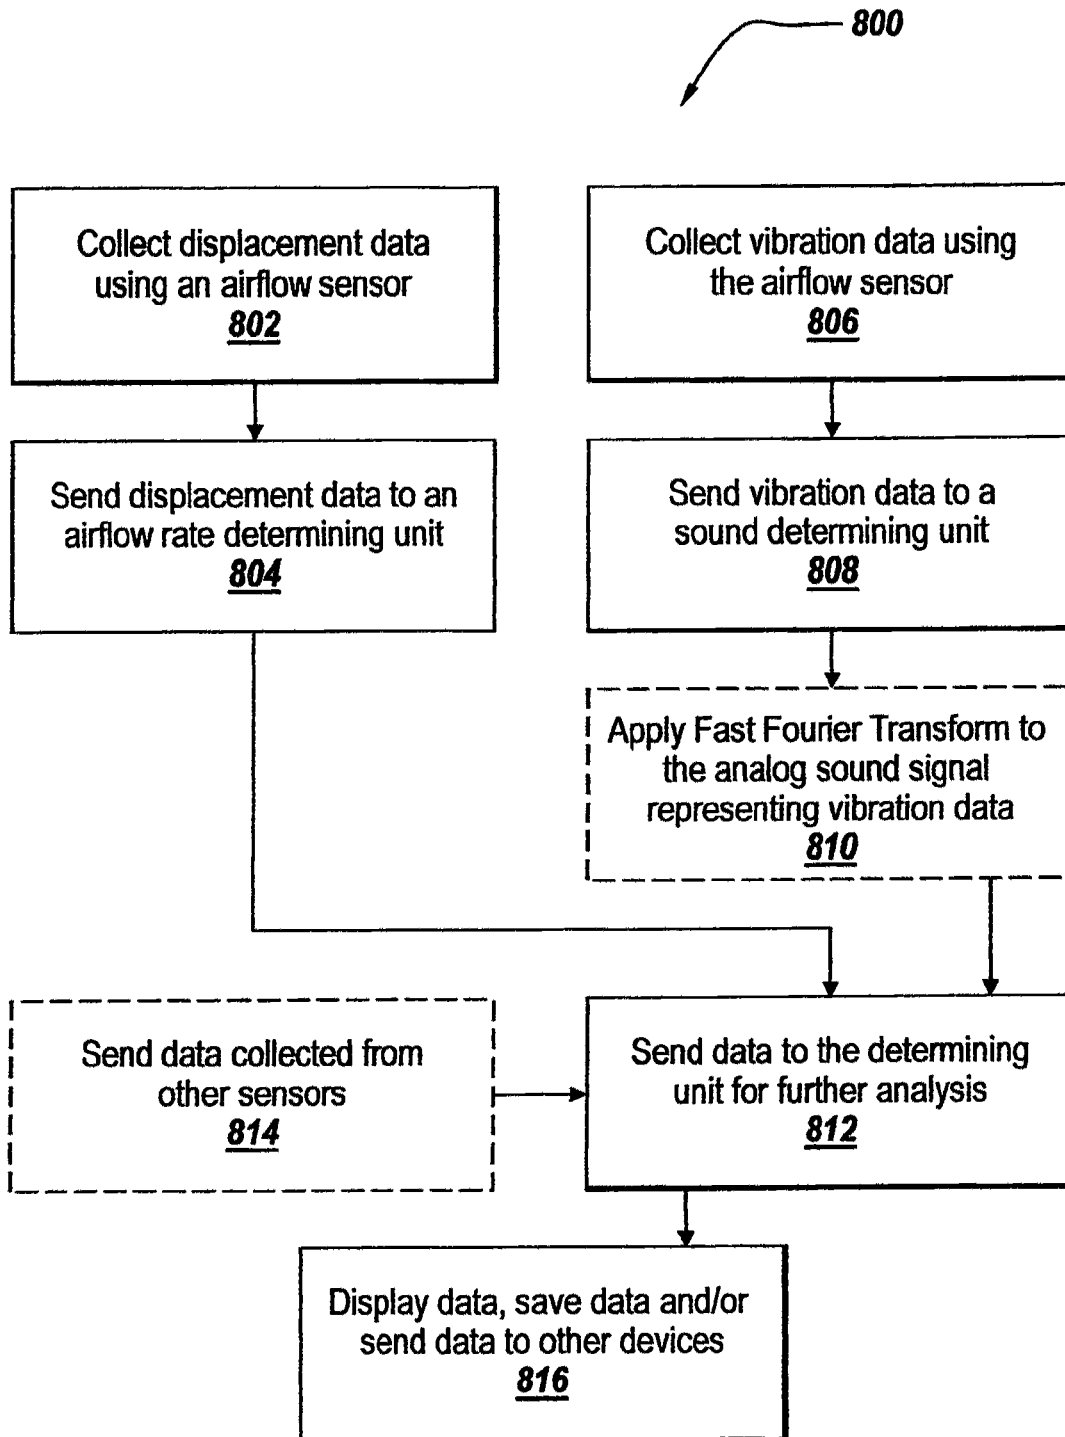 800
Collect displacement data
using an airflow sensor
802
Collect vibration data using
the airflow sensor
806
Send displacement data to an
airflow rate determining unit
804
Send vibration data to a
sound determining unit
808
Apply Fast Fourier Transform to
the analog sound signal
representing vibration data
810
Send data collected from
other sensors
814
Send data to the determining
unit for further analysis
812
Display data, save data and/or
send data to other devices
816